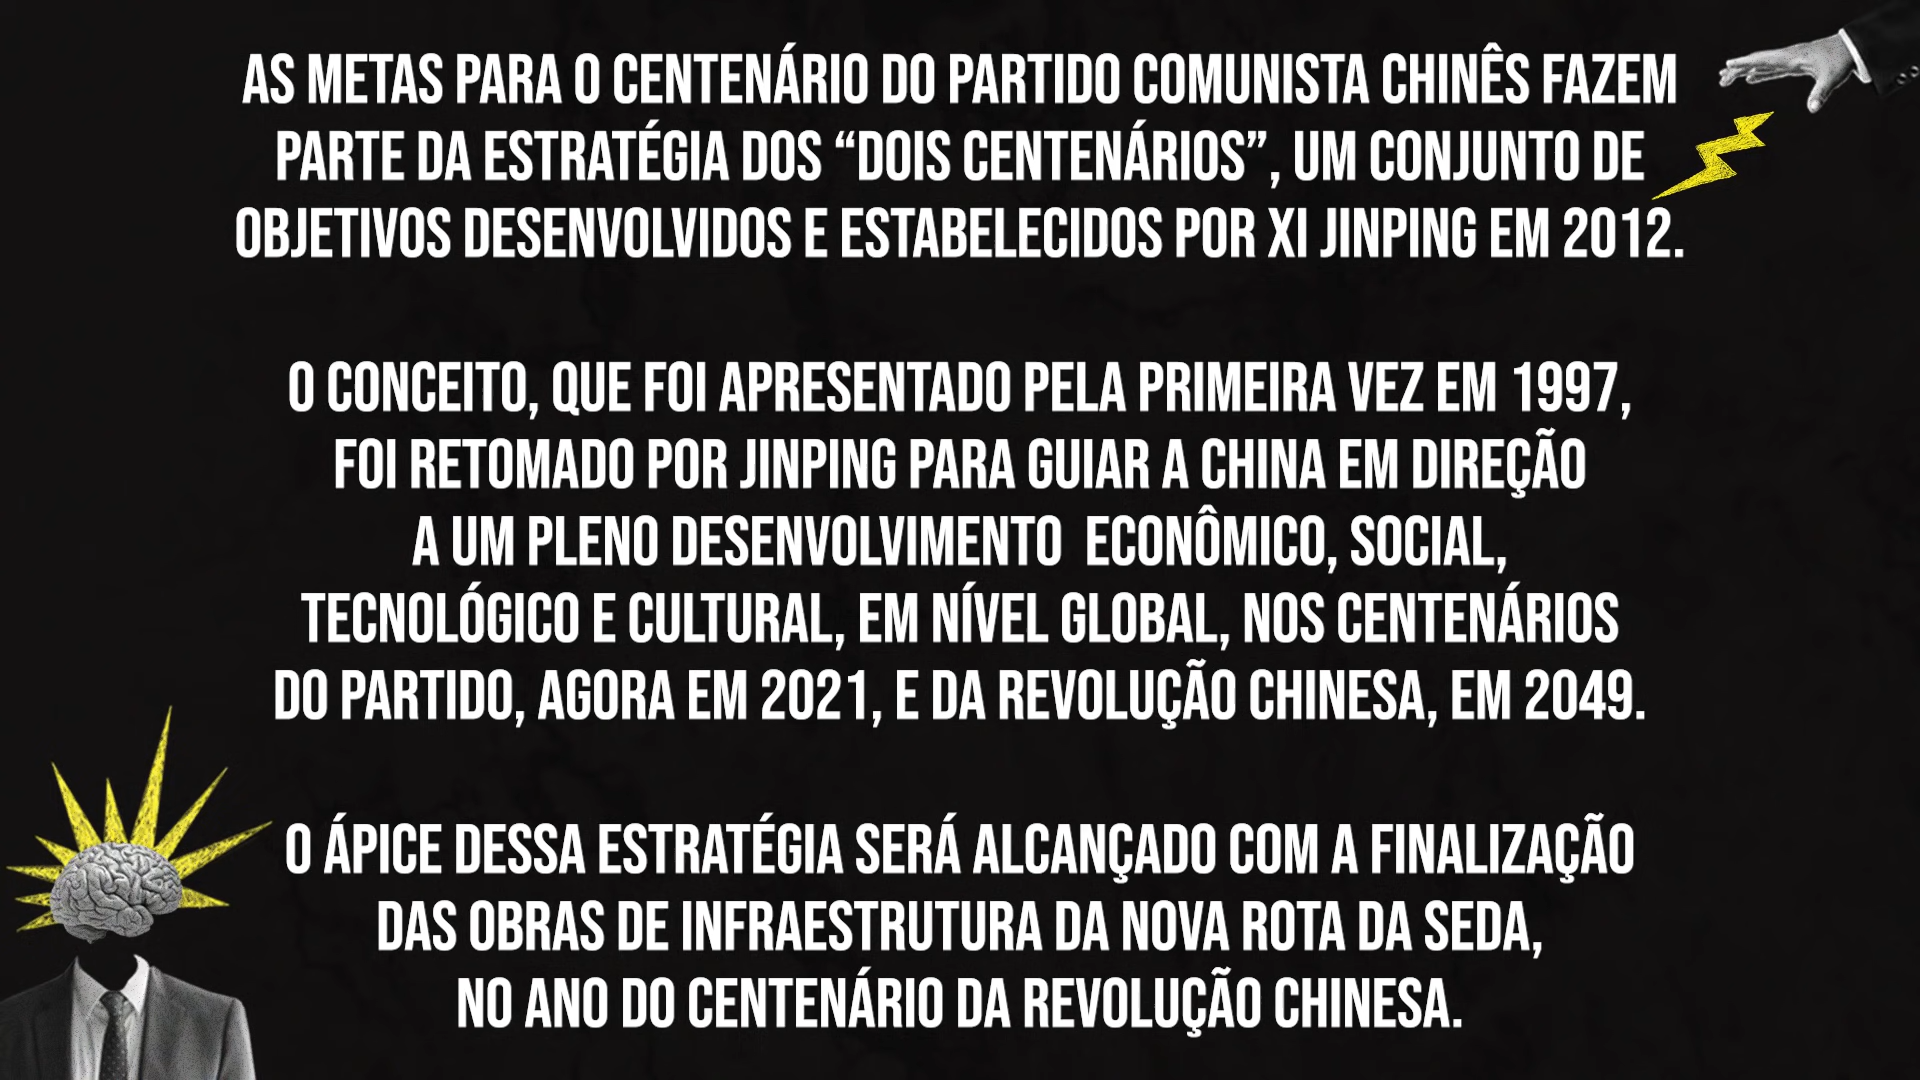 AS METAS PARA O CENTENÁRIO DO PARTIDO COMUNISTA CHINÊS FAZEM
PARTE DA ESTRATÉGIA DOS “DOIS CENTENÁRIOS”, UM CONJUNTO DE
OBJETIVOS DESENVOLVIDOS E ESTABELECIDOS POR XI JINPING EM 2012.
O CONCEITO, QUE FOI APRESENTADO PELA PRIMEIRA VEZ EM 1997,
FOI RETOMADO POR JINPING PARA GUIAR A CHINA EM DIREÇÃO
A UM PLENO DESENVOLVIMENTO ECONÔMICO, SOCIAL,
TECNOLÓGICO E CULTURAL, EM NÍVEL GLOBAL, NOS CENTENÁRIOS
DO PARTIDO, AGORA EM 2021, E DA REVOLUÇÃO CHINESA, EM 2049.
O ÁPICE DESSA ESTRATÉGIA SERÁ ALCANÇADO COM A FINALIZAÇÃO
DAS OBRAS DE INFRAESTRUTURA DA NOVA ROTA DA SEDA,
NO ANO DO CENTENÁRIO DA REVOLUÇÃO CHINESA.